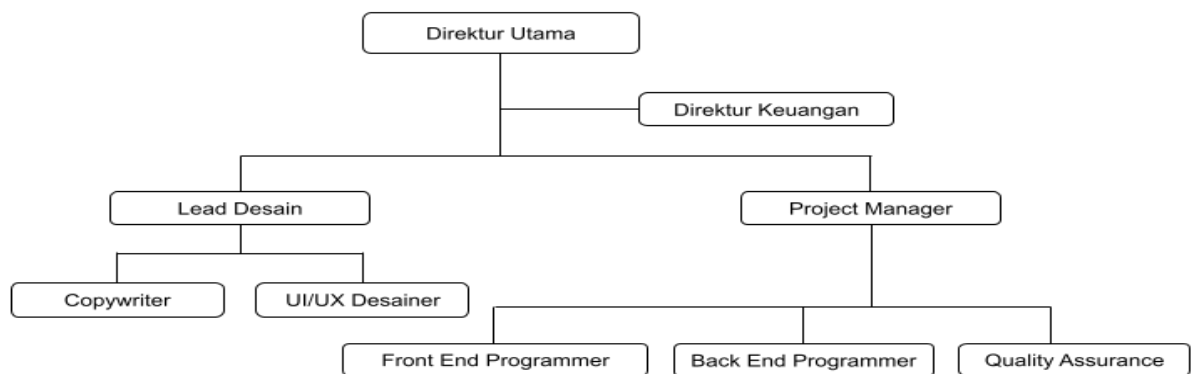 Direktur Utama
Direktur Keuangan
Lead Desain
Project Manager
Copywriter
UI/UX Desainer
Front End Programmer
Back End Programmer
Quality Assurance